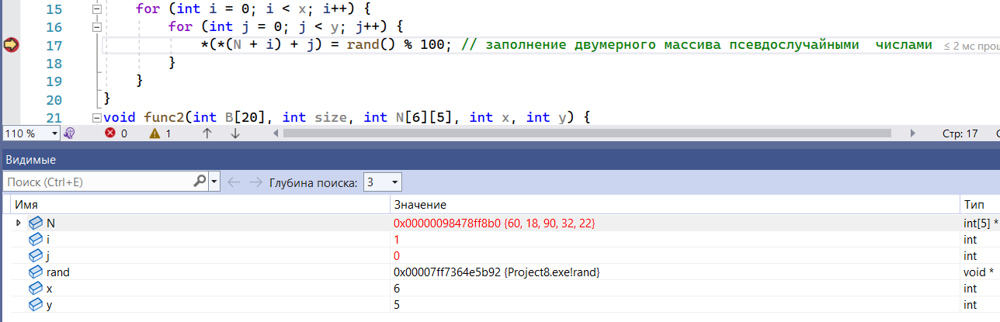 15 for (int i = 0; i < x; i++) {
16 for (int j = 0; j < y; j++) {
17 *(*(N + i) + j) = rand() % 100; // заполнение двумерного массива псевдослучайными  числами ≤ 2 мс прош
18 }
19 }
20 }
21 void func2(int B[20], int size, int N[6][5], int x, int y) {
110 % 0 1 Стр: 17
Видимые
Поиск (Ctrl+E) Глубина поиска: 3
Имя Значение Тип
N 0x00000098478ff8b0 {60, 18, 90, 32, 22} int[5] *
i 1 int
j 0 int
rand 0x00007ff7364e5b92 {Project8.exe!rand} void *
x 6 int
y 5 int